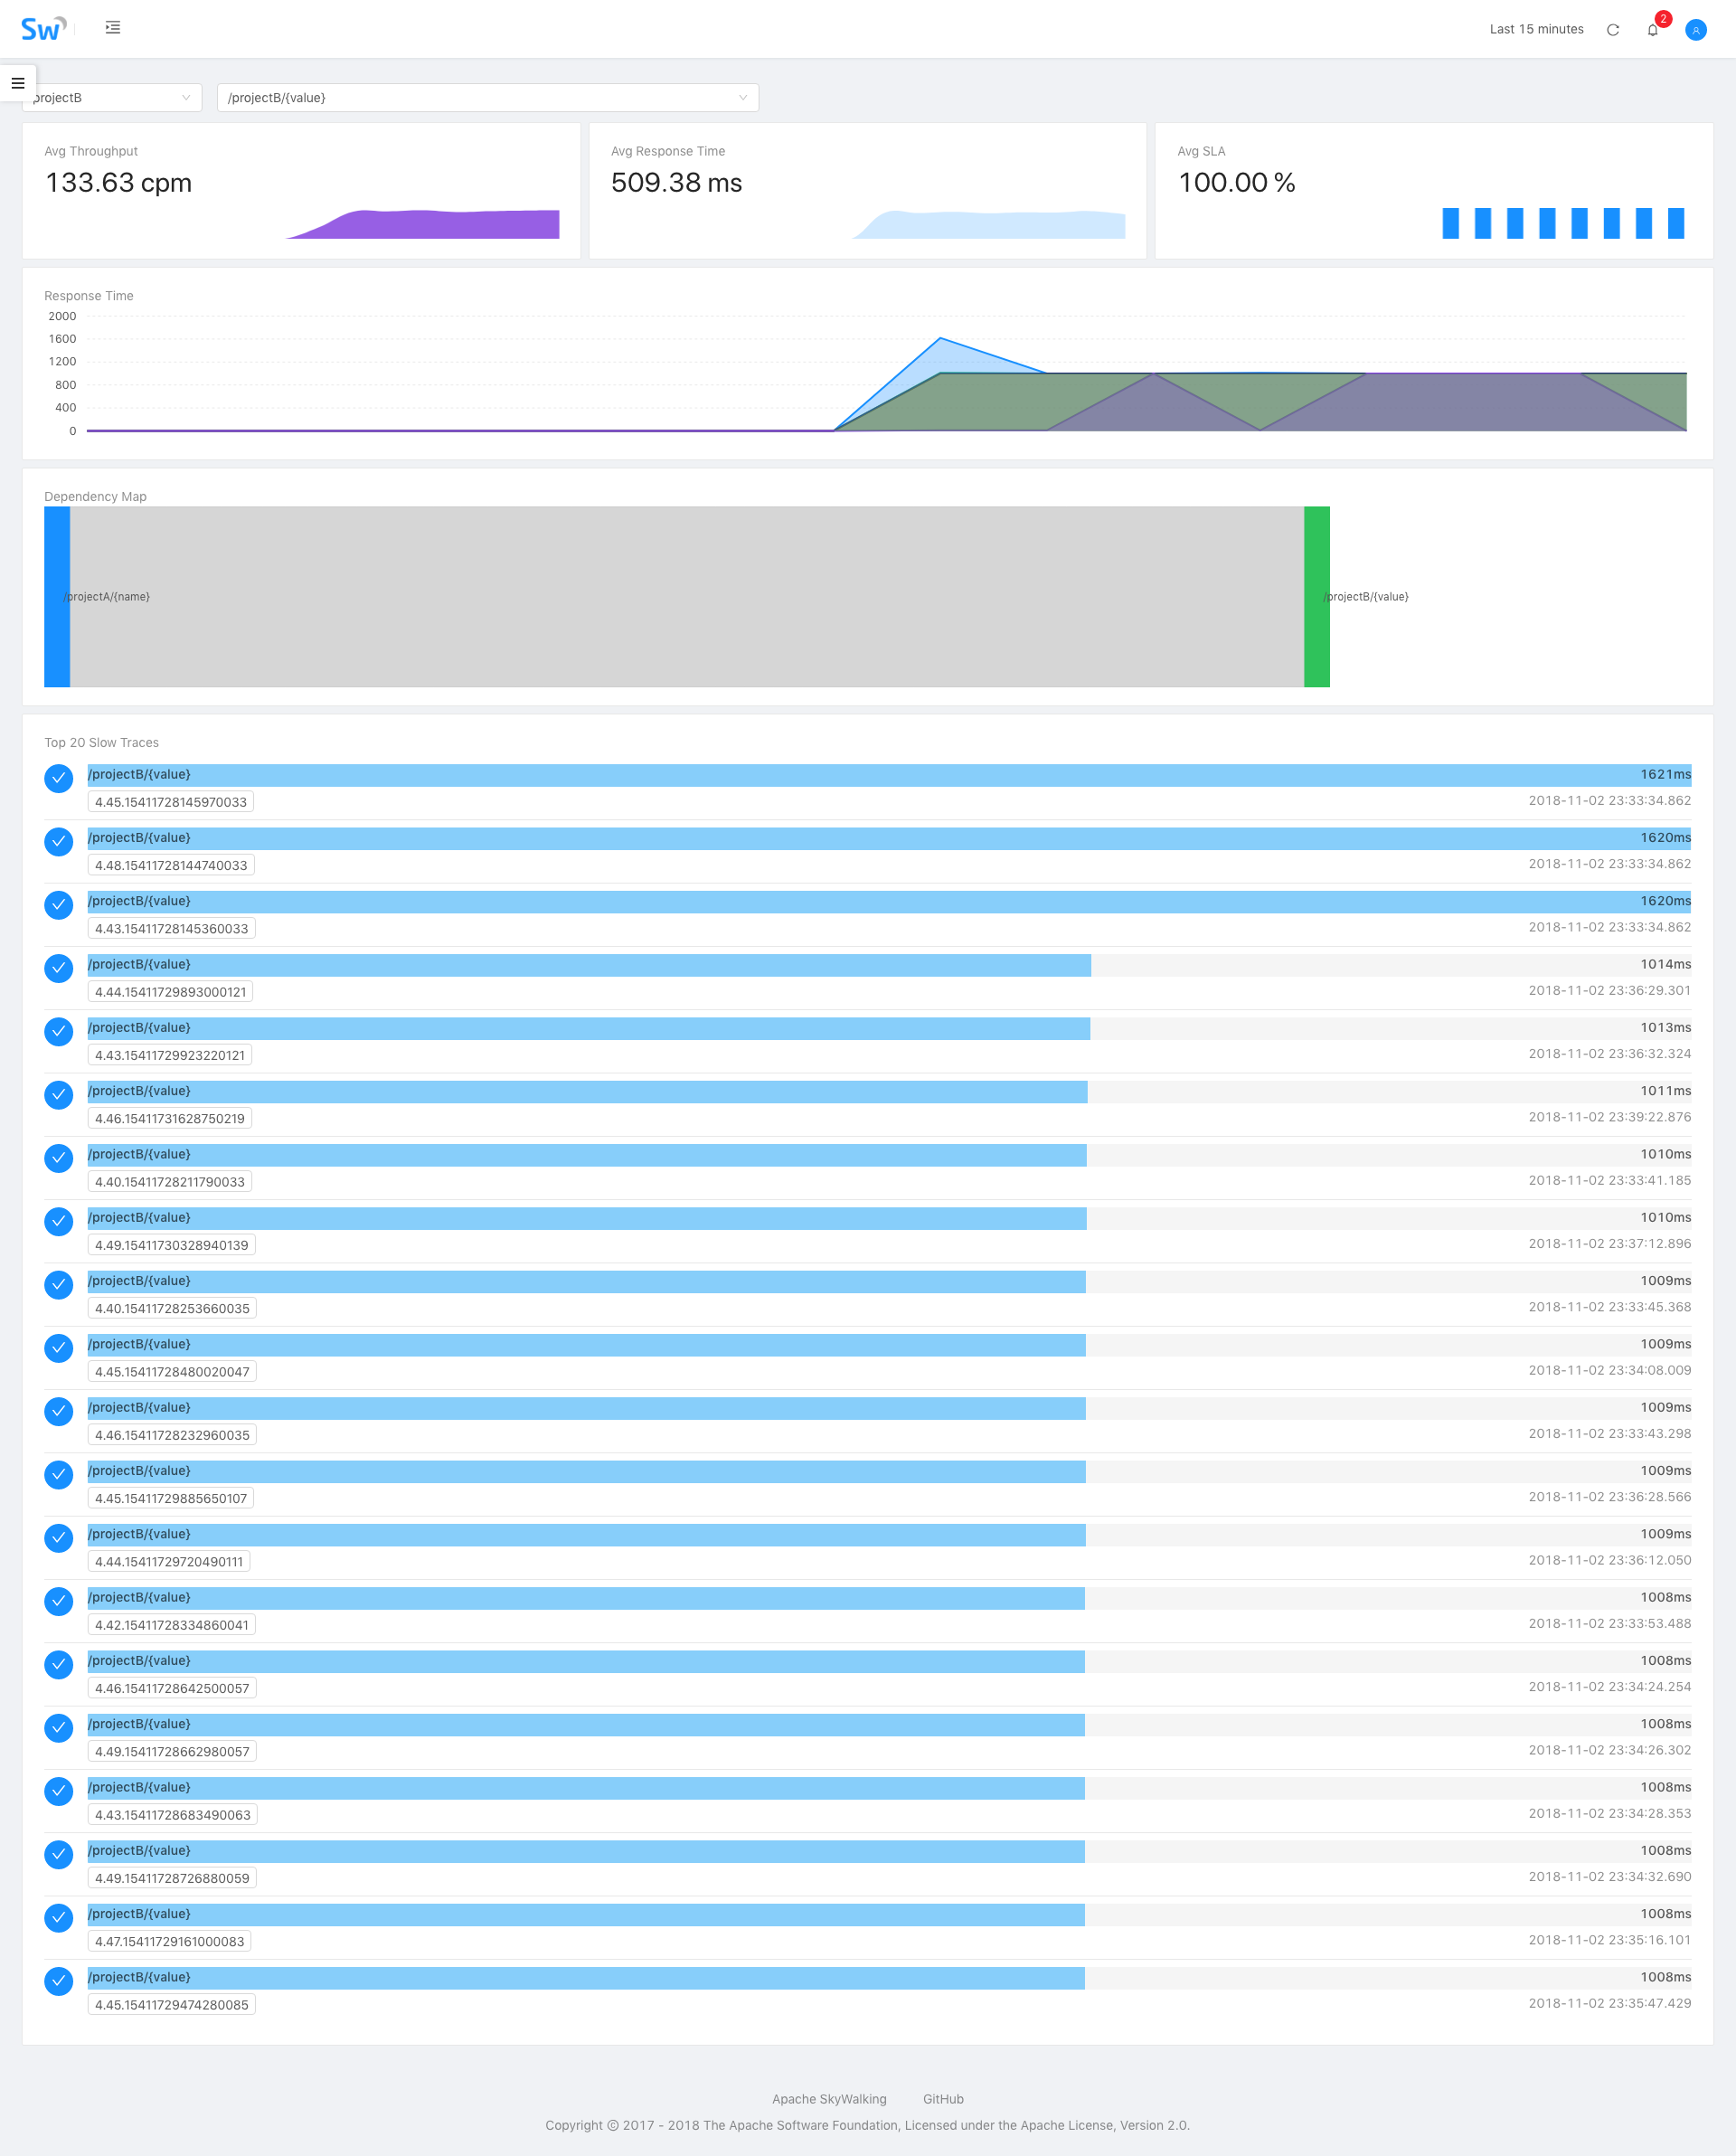 Sw
Last 15 minutes
2
projectB
/projectB/{value}
Avg Throughput
133.63 cpm
Avg Response Time
509.38 ms
Avg SLA
100.00 %
Response Time
2000
1600
1200
800
400
0
Dependency Map
/projectA/{name}
/projectB/{value}
Top 20 Slow Traces
/projectB/{value} 1621ms
4.45.15411728145970033 2018-11-02 23:33:34.862
/projectB/{value} 1620ms
4.48.15411728144740033 2018-11-02 23:33:34.862
/projectB/{value} 1620ms
4.43.15411728145360033 2018-11-02 23:33:34.862
/projectB/{value} 1014ms
4.44.15411729893000121 2018-11-02 23:36:29.301
/projectB/{value} 1013ms
4.43.15411729923220121 2018-11-02 23:36:32.324
/projectB/{value} 1011ms
4.46.15411731628750219 2018-11-02 23:39:22.876
/projectB/{value} 1010ms
4.40.15411728211790033 2018-11-02 23:33:41.185
/projectB/{value} 1010ms
4.49.15411730328940139 2018-11-02 23:37:12.896
/projectB/{value} 1009ms
4.40.15411728253660035 2018-11-02 23:33:45.368
/projectB/{value} 1009ms
4.45.15411728480020047 2018-11-02 23:34:08.009
/projectB/{value} 1009ms
4.46.15411728232960035 2018-11-02 23:33:43.298
/projectB/{value} 1009ms
4.45.15411729885650107 2018-11-02 23:36:28.566
/projectB/{value} 1009ms
4.44.15411729720490111 2018-11-02 23:36:12.050
/projectB/{value} 1008ms
4.42.15411728334860041 2018-11-02 23:33:53.488
/projectB/{value} 1008ms
4.46.15411728642500057 2018-11-02 23:34:24.254
/projectB/{value} 1008ms
4.49.15411728662980057 2018-11-02 23:34:26.302
/projectB/{value} 1008ms
4.43.15411728683490063 2018-11-02 23:34:28.353
/projectB/{value} 1008ms
4.49.15411728726880059 2018-11-02 23:34:32.690
/projectB/{value} 1008ms
4.47.15411729161000083 2018-11-02 23:35:16.101
/projectB/{value} 1008ms
4.45.15411729474280085 2018-11-02 23:35:47.429
Apache SkyWalking GitHub
Copyright © 2017 - 2018 The Apache Software Foundation, Licensed under the Apache License, Version 2.0.